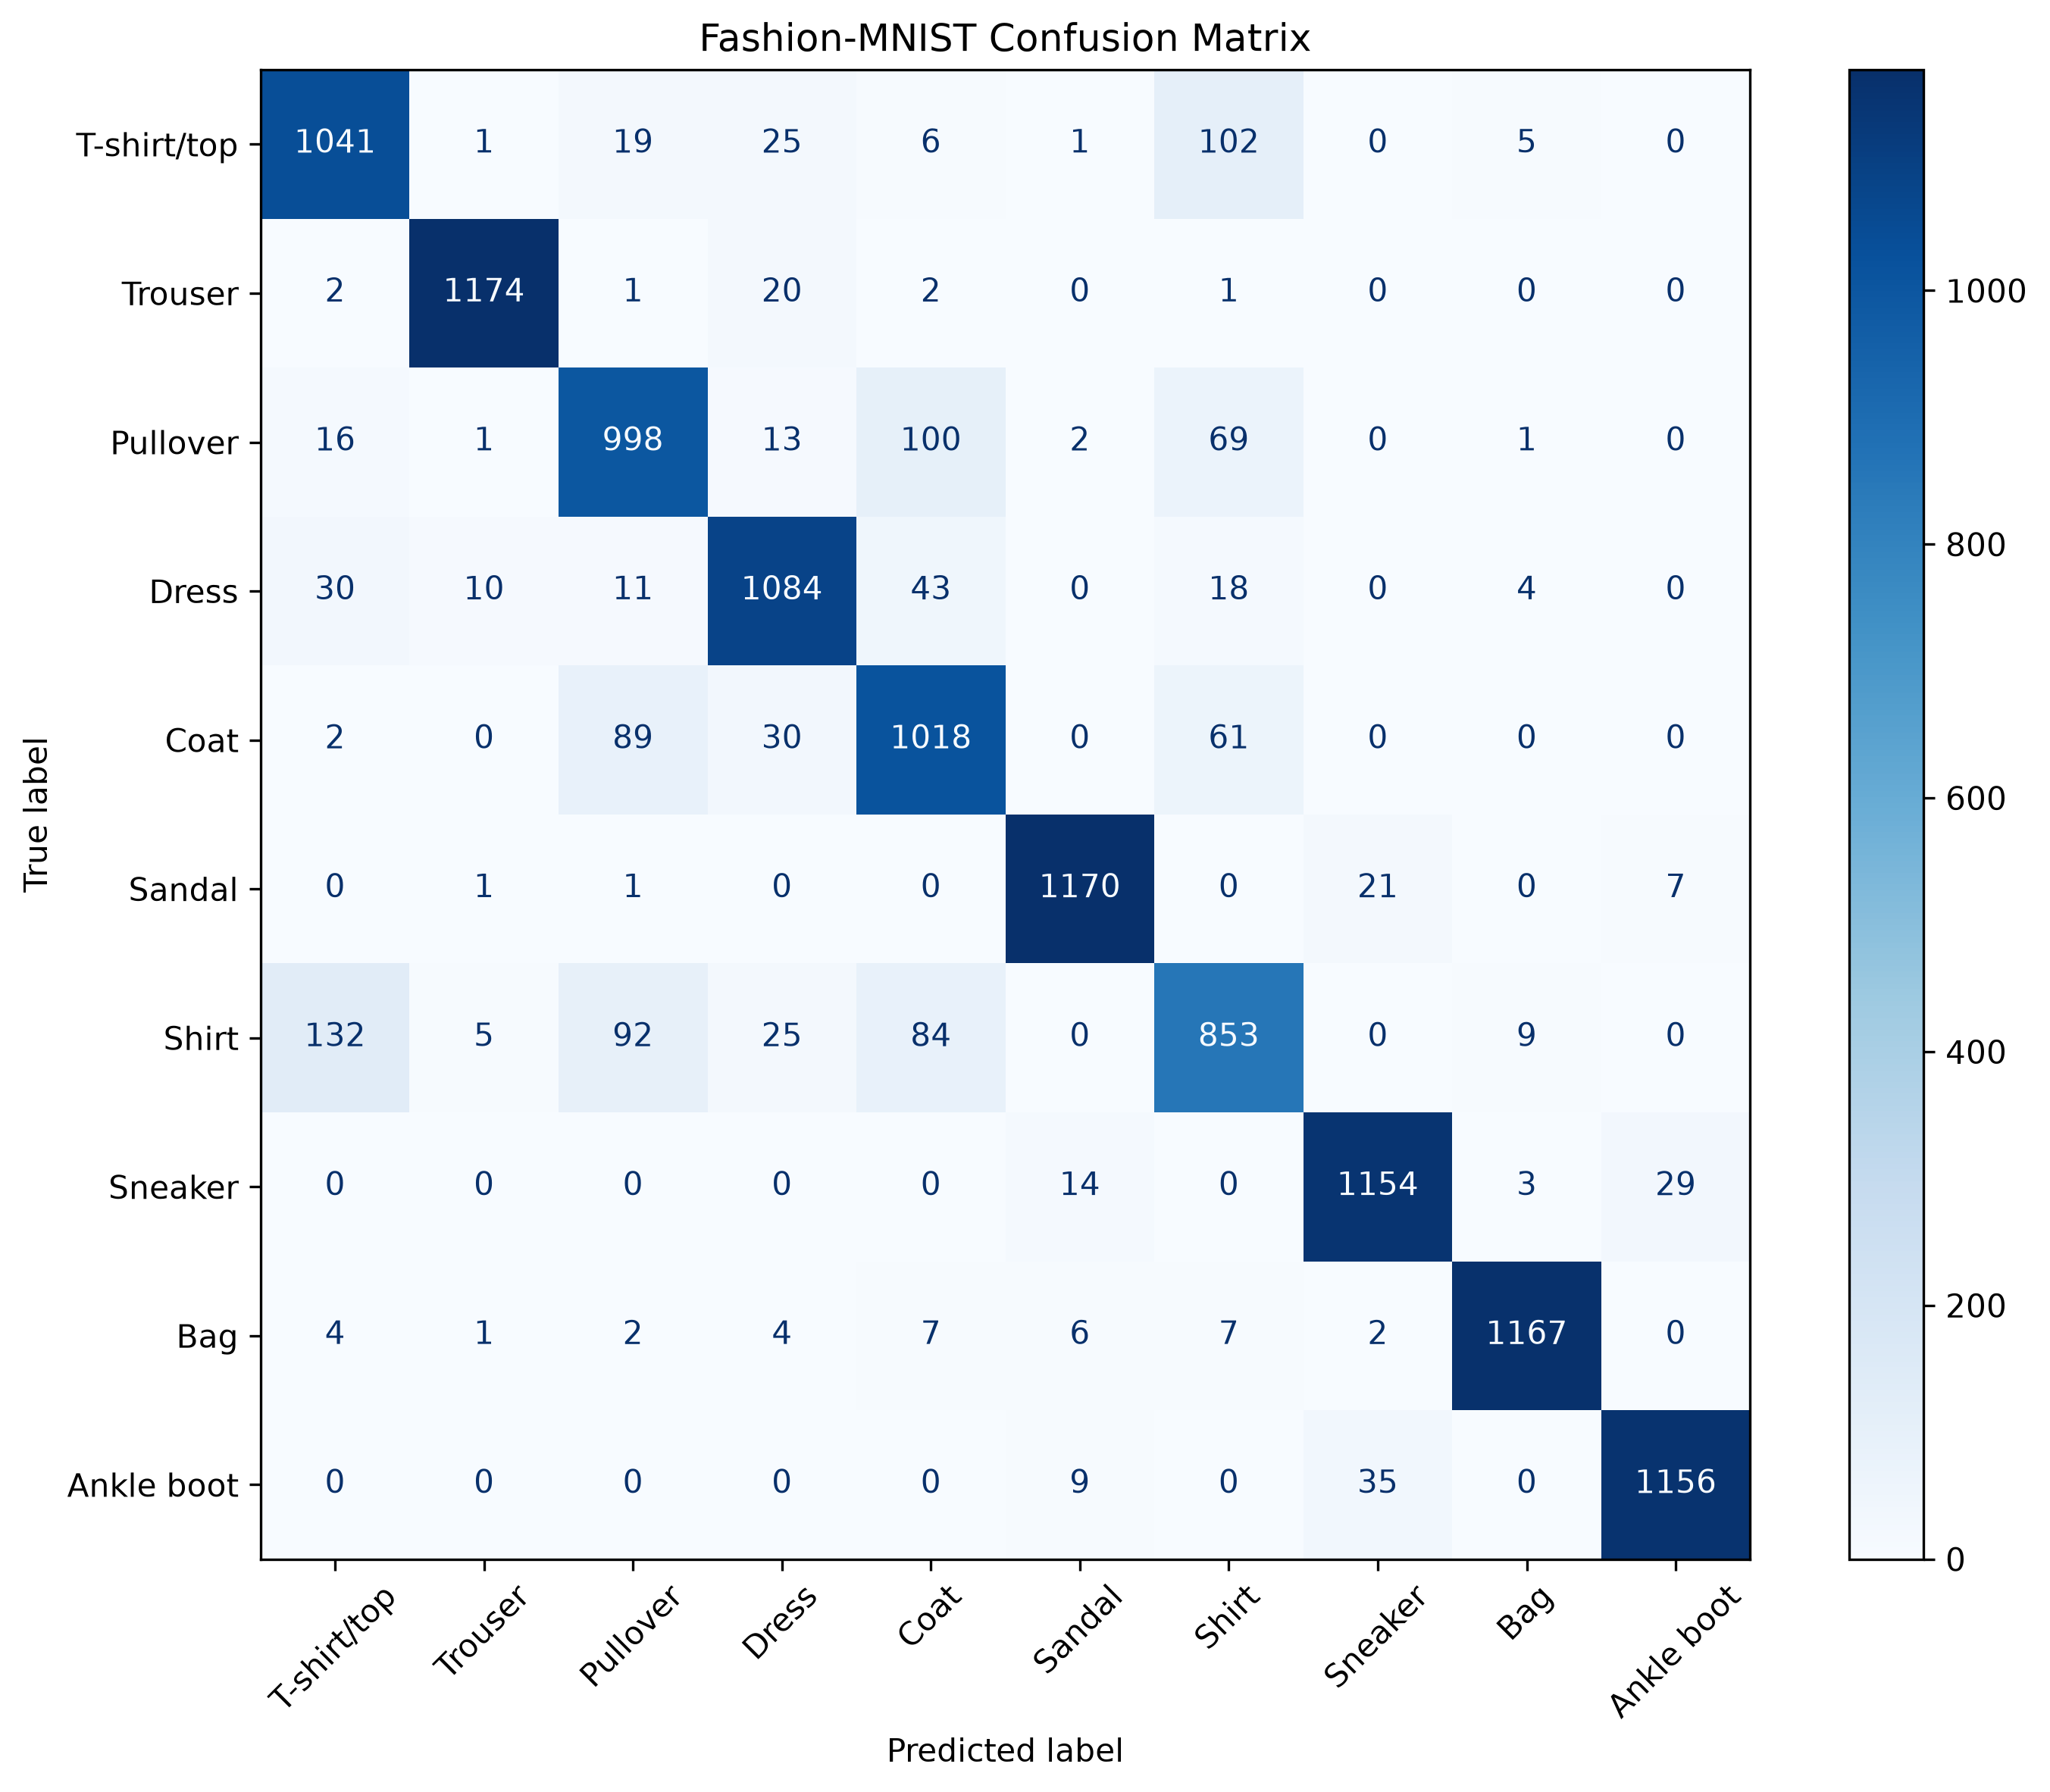 Fashion-MNIST Confusion Matrix
True label
T-shirt/top 1041 1 19 25 6 1 102 0 5 0
Trouser 2 1174 1 20 2 0 1 0 0 0
Pullover 16 1 998 13 100 2 69 0 1 0
Dress 30 10 11 1084 43 0 18 0 4 0
Coat 2 0 89 30 1018 0 61 0 0 0
Sandal 0 1 1 0 0 1170 0 21 0 7
Shirt 132 5 92 25 84 0 853 0 9 0
Sneaker 0 0 0 0 0 14 0 1154 3 29
Bag 4 1 2 4 7 6 7 2 1167 0
Ankle boot 0 0 0 0 0 9 0 35 0 1156
T-shirt/top Trouser Pullover Dress Coat Sandal Shirt Sneaker Bag Ankle boot
Predicted label
1000
800
600
400
200
0